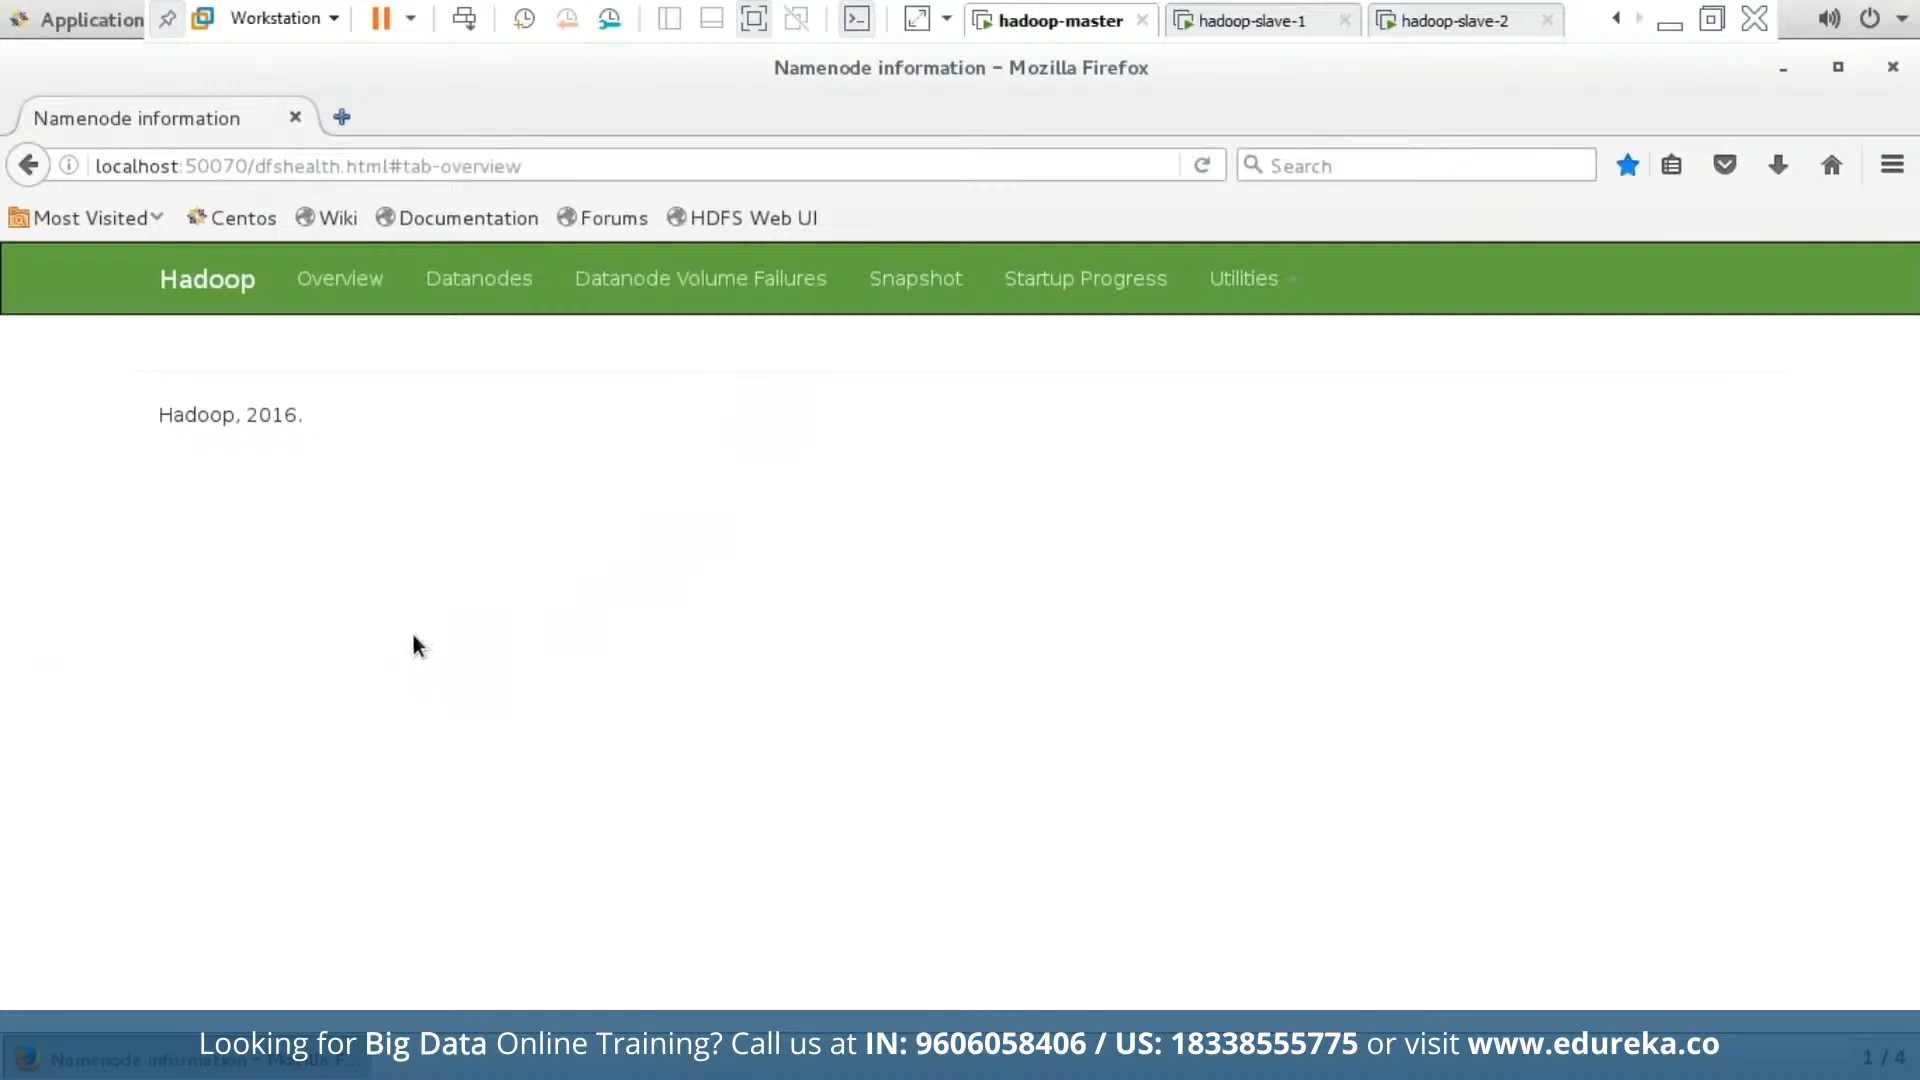 Application
Workstation
hadoop-master
hadoop-slave-1
hadoop-slave-2
Namenode information – Mozilla Firefox
Namenode information
localhost:50070/dfshealth.html#tab-overview
Search
Most Visited
Centos
Wiki
Documentation
Forums
HDFS Web UI
Hadoop
Overview
Datanodes
Datanode Volume Failures
Snapshot
Startup Progress
Utilities
Hadoop, 2016.
Looking for Big Data Online Training? Call us at IN: 9606058406 / US: 18338555775 or visit www.edureka.co
Namenode information – Mozilla F...
1 / 4